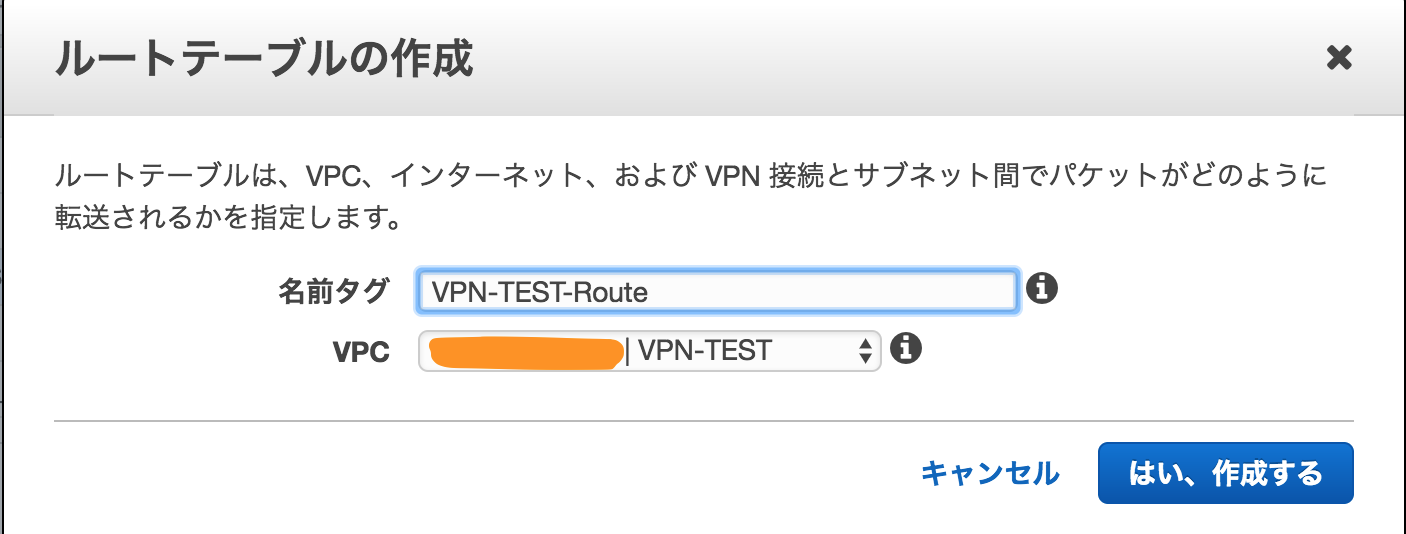 ルートテーブルの作成
ルートテーブルは、VPC、インターネット、および VPN 接続とサブネット間でパケットがどのように
転送されるかを指定します。
名前タグ VPN-TEST-Route
VPC | VPN-TEST
キャンセル はい、作成する